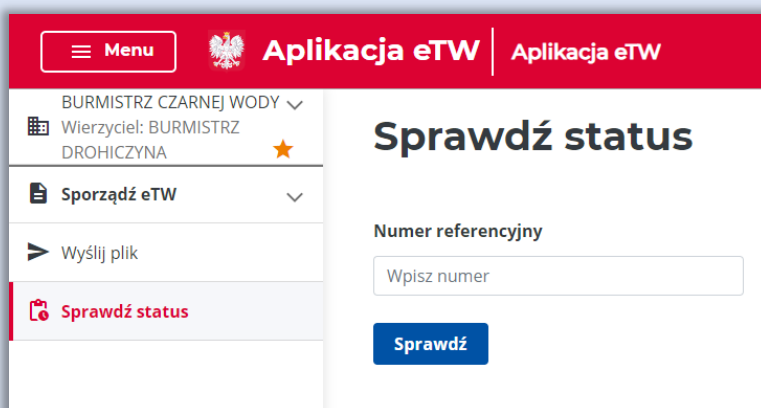 Menu
Aplikacja eTW
Aplikacja eTW
BURMISTRZ CZARNEJ WODY
Wierzyciel: BURMISTRZ
DROHICZYNA
Sporządź eTW
Wyślij plik
Sprawdź status
Sprawdź status
Numer referencyjny
Wpisz numer
Sprawdź